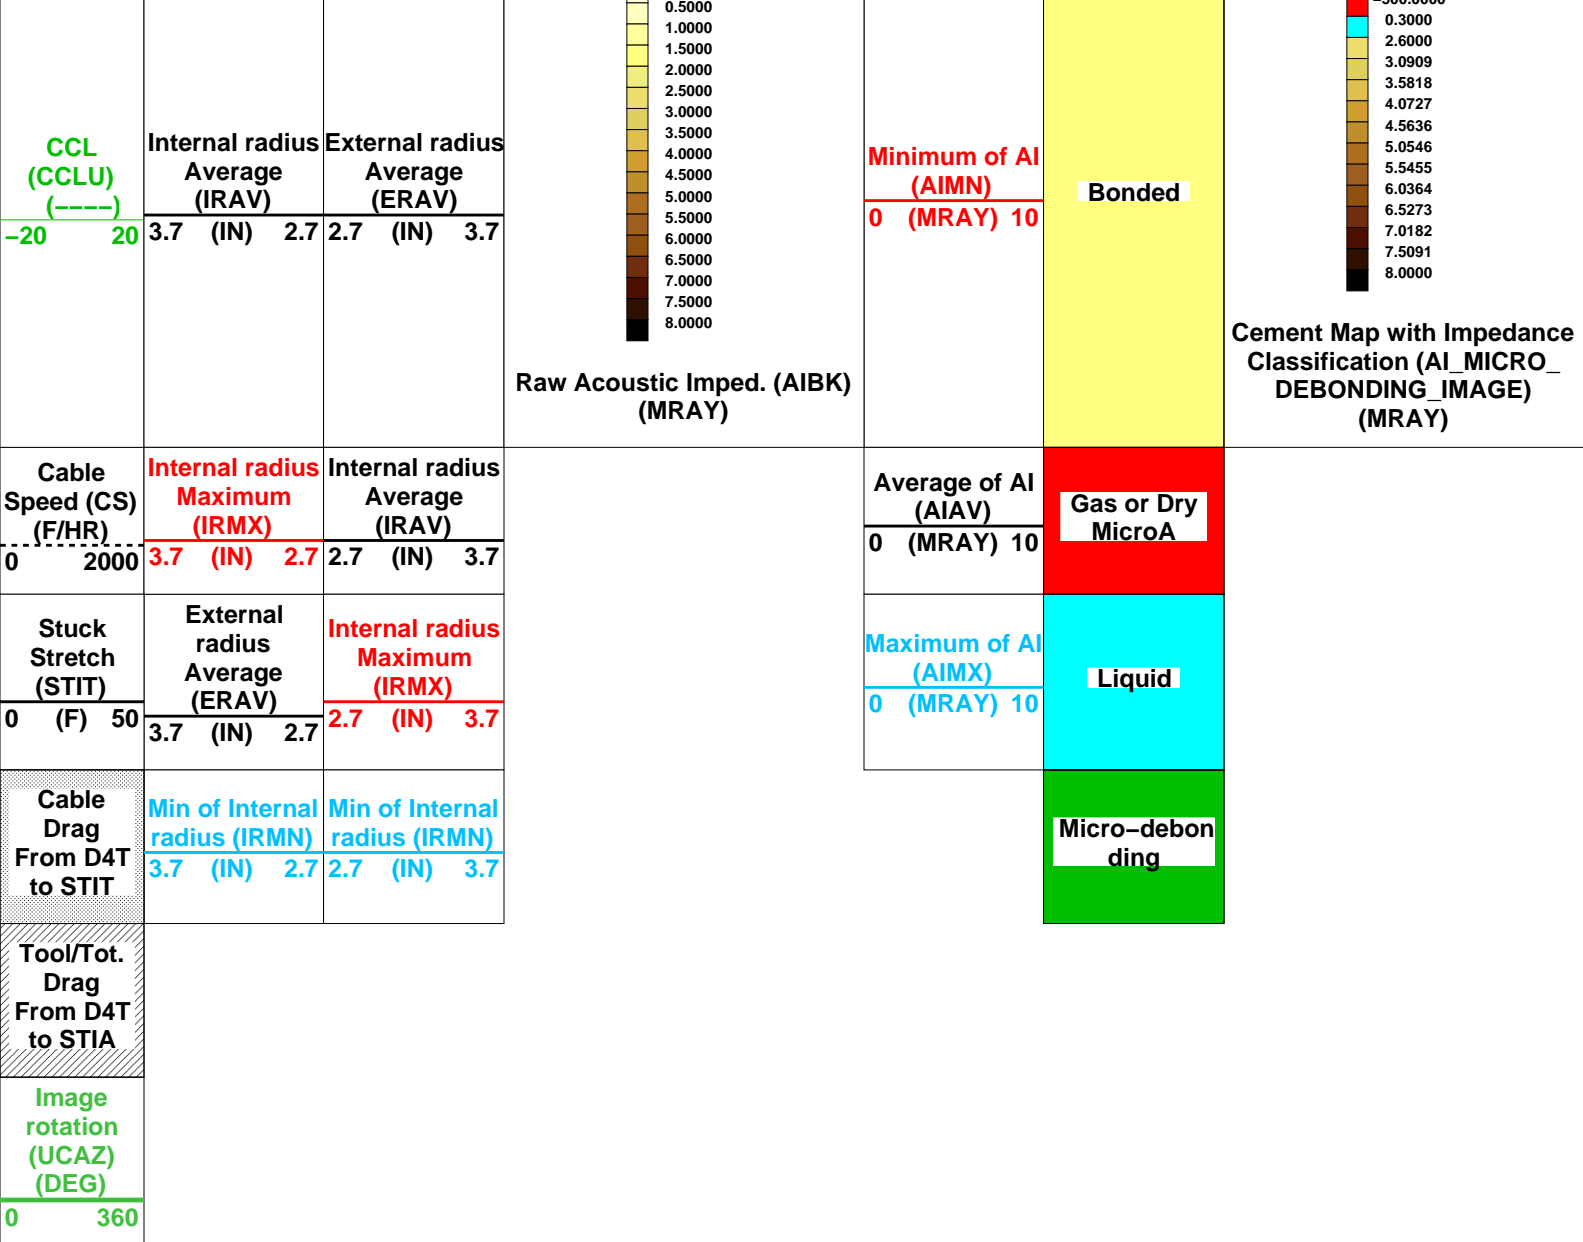 0.5000
1.0000
1.5000
2.0000
2.5000
3.0000
3.5000
4.0000
4.5000
5.0000
5.5000
6.0000
6.5000
7.0000
7.5000
8.0000
Raw Acoustic Imped. (AIBK)
(MRAY)
0.3000
2.6000
3.0909
3.5818
4.0727
4.5636
5.0546
5.5455
6.0364
6.5273
7.0182
7.5091
8.0000
Cement Map with Impedance
Classification (AI_MICRO_
DEBONDING_IMAGE)
(MRAY)
CCL
(CCLU)
(----)
-20 20
Internal radius
Average
(IRAV)
3.7 (IN) 2.7
External radius
Average
(ERAV)
2.7 (IN) 3.7
Minimum of AI
(AIMN)
0 (MRAY) 10
Bonded
Cable
Speed (CS)
(F/HR)
0 2000
Internal radius
Maximum
(IRMX)
3.7 (IN) 2.7
Internal radius
Average
(IRAV)
2.7 (IN) 3.7
Average of AI
(AIAV)
0 (MRAY) 10
Gas or Dry
MicroA
Stuck
Stretch
(STIT)
0 (F) 50
External
radius
Average
(ERAV)
3.7 (IN) 2.7
Internal radius
Maximum
(IRMX)
2.7 (IN) 3.7
Maximum of AI
(AIMX)
0 (MRAY) 10
Liquid
Cable
Drag
From D4T
to STIT
Min of Internal
radius (IRMN)
3.7 (IN) 2.7
Min of Internal
radius (IRMN)
2.7 (IN) 3.7
Micro-debon
ding
Tool/Tot.
Drag
From D4T
to STIA
Image
rotation
(UCAZ)
(DEG)
0 360